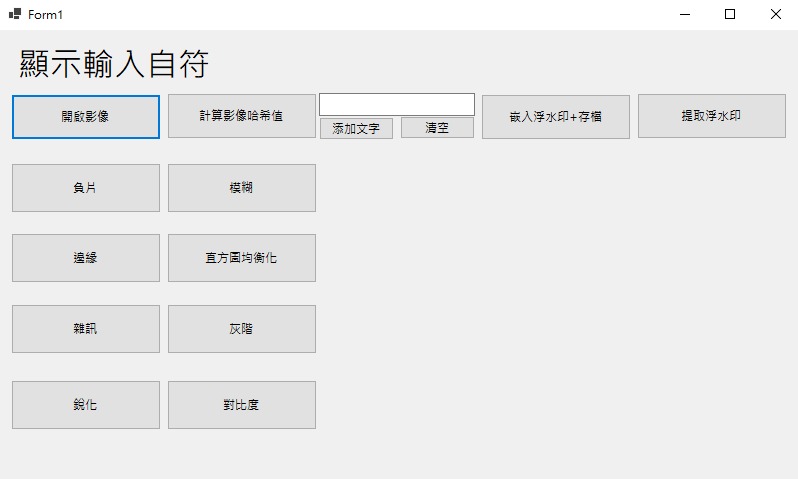 Form1
顯示輸入自符
開啟影像
計算影像哈希值
添加文字
清空
嵌入浮水印+存檔
提取浮水印
負片
模糊
邊緣
直方圖均衡化
雜訊
灰階
銳化
對比度